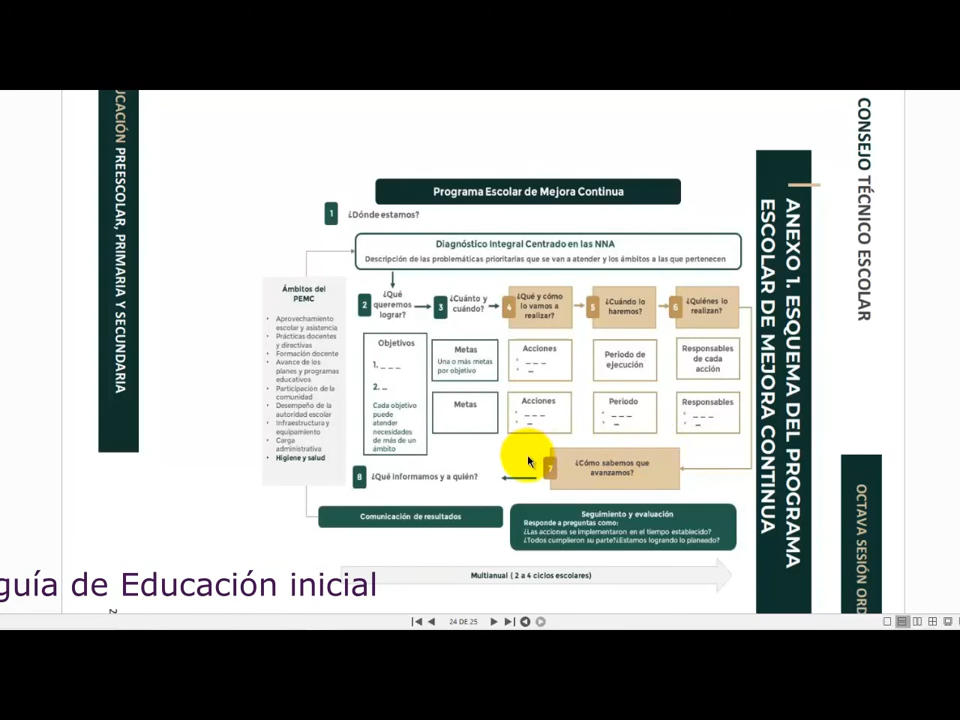 UCACIÓN PREESCOLAR, PRIMARIA Y SECUNDARIA
CONSEJO TÉCNICO ESCOLAR
ANEXO 1. ESQUEMA DEL PROGRAMA
ESCOLAR DE MEJORA CONTINUA
OCTAVA SESIÓN ORD
Programa Escolar de Mejora Continua
1
¿Dónde estamos?
Diagnóstico Integral Centrado en las NNA
Descripción de las problemáticas prioritarias que se van a atender y los ámbitos a las que pertenecen
Ámbitos del
PEMC
• Aprovechamiento
escolar y asistencia
• Prácticas docentes
y directivas
• Formación docente
• Avance de los
planes y programas
educativos
• Participación de la
comunidad
• Desempeño de la
autoridad escolar
• Infraestructura y
equipamiento
• Carga
administrativa
• Higiene y salud
2
¿Qué
queremos
lograr?
3
¿Cuánto y
cuándo?
4
¿Qué y cómo
lo vamos a
realizar?
5
¿Cuándo lo
haremos?
6
¿Quiénes lo
realizan?
Objetivos
1. _ _ _
2. _
Cada objetivo
puede
atender
necesidades
de más de un
ámbito
Metas
Una o más metas
por objetivo
Acciones
• _ _ _
• _
Periodo de
ejecución
Responsables
de cada
acción
Metas
Acciones
• _ _ _
• _
Periodo
• _ _ _
• _
Responsables
• _ _ _
• _
7
¿Cómo sabemos que
avanzamos?
8
¿Qué informamos y a quién?
Comunicación de resultados
Seguimiento y evaluación
Responde a preguntas como:
¿Las acciones se implementaron en el tiempo establecido?
¿Todos cumplieron su parte?¿Estamos logrando lo planeado?
Multianual ( 2 a 4 ciclos escolares)
guía de Educación inicial
2
24 DE 25